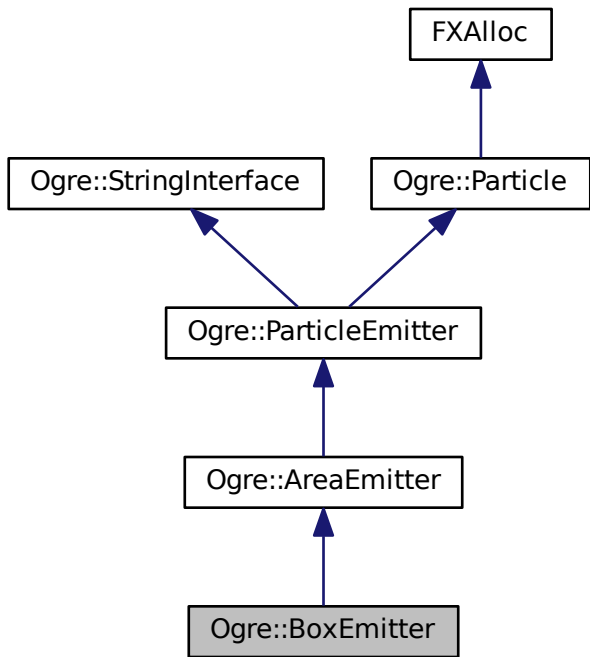 FXAlloc
Ogre::StringInterface
Ogre::Particle
Ogre::ParticleEmitter
Ogre::AreaEmitter
Ogre::BoxEmitter